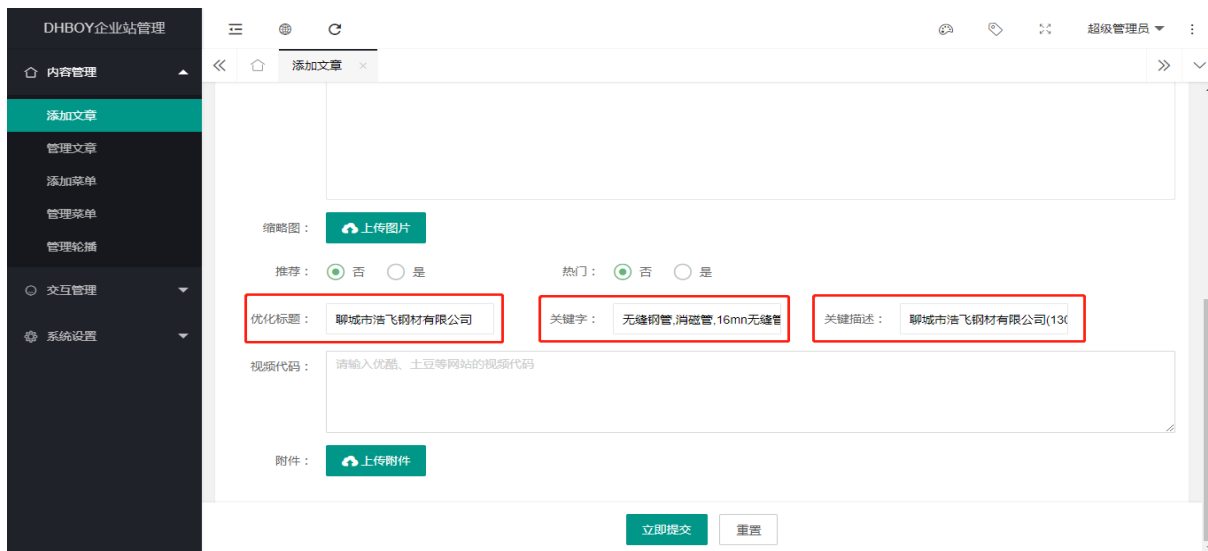 DHBOY企业站管理
超级管理员
内容管理
添加文章
添加文章
管理文章
添加菜单
管理菜单
管理轮播
交互管理
系统设置
缩略图：
上传图片
推荐：
否
是
热门：
否
是
优化标题：
聊城市浩飞钢材有限公司
关键字：
无缝钢管,消磁管,16mn无缝管
关键描述：
聊城市浩飞钢材有限公司(130
视频代码：
请输入优酷、土豆等网站的视频代码
附件：
上传附件
立即提交
重置